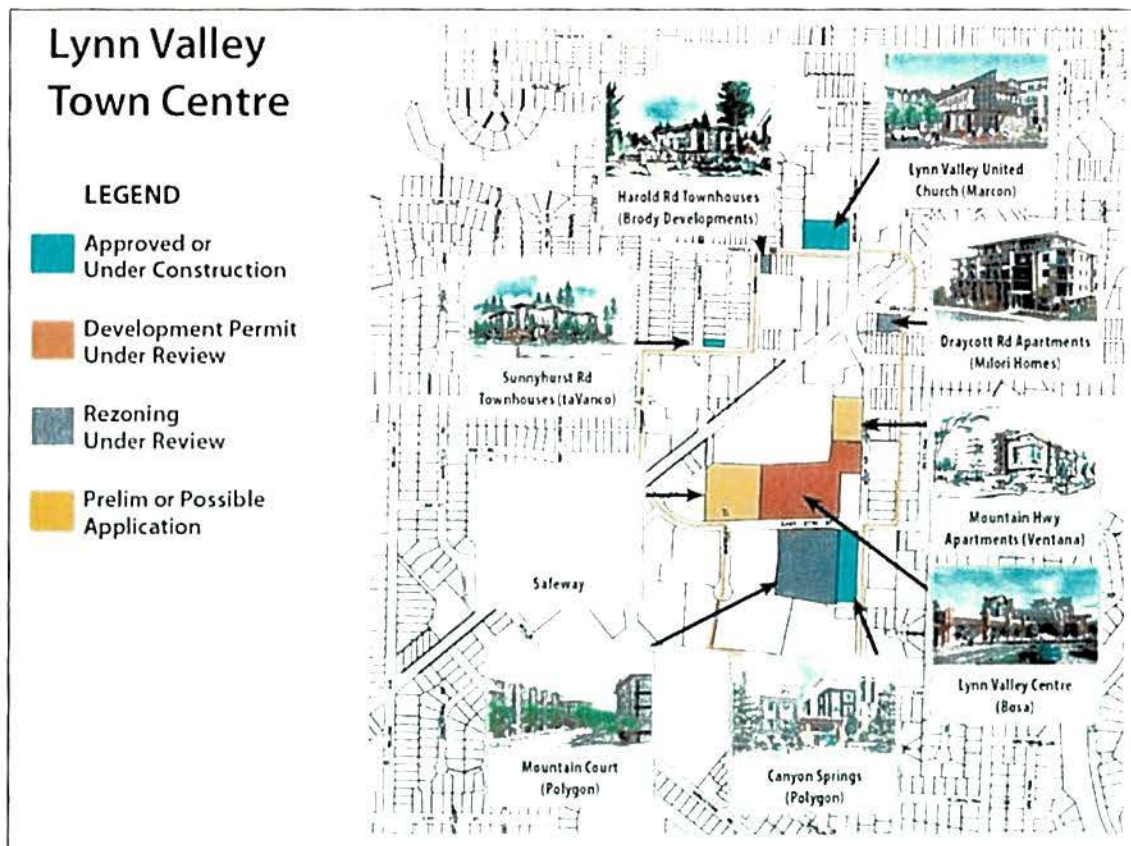 Lynn Valley
Town Centre
LEGEND
Approved or
Under Construction
Development Permit
Under Review
Rezoning
Under Review
Prelim or Possible
Application
Harold Rd Townhouses
(Brody Developments)
Lynn Valley United
Church (Marcon)
Sunnyhurst Rd
Townhouses (taVanco)
Draycott Rd Apartments
(Milori Homes)
Mountain Hwy
Apartments (Ventana)
Safeway
Lynn Valley Centre
(Bosa)
Mountain Court
(Polygon)
Canyon Springs
(Polygon)